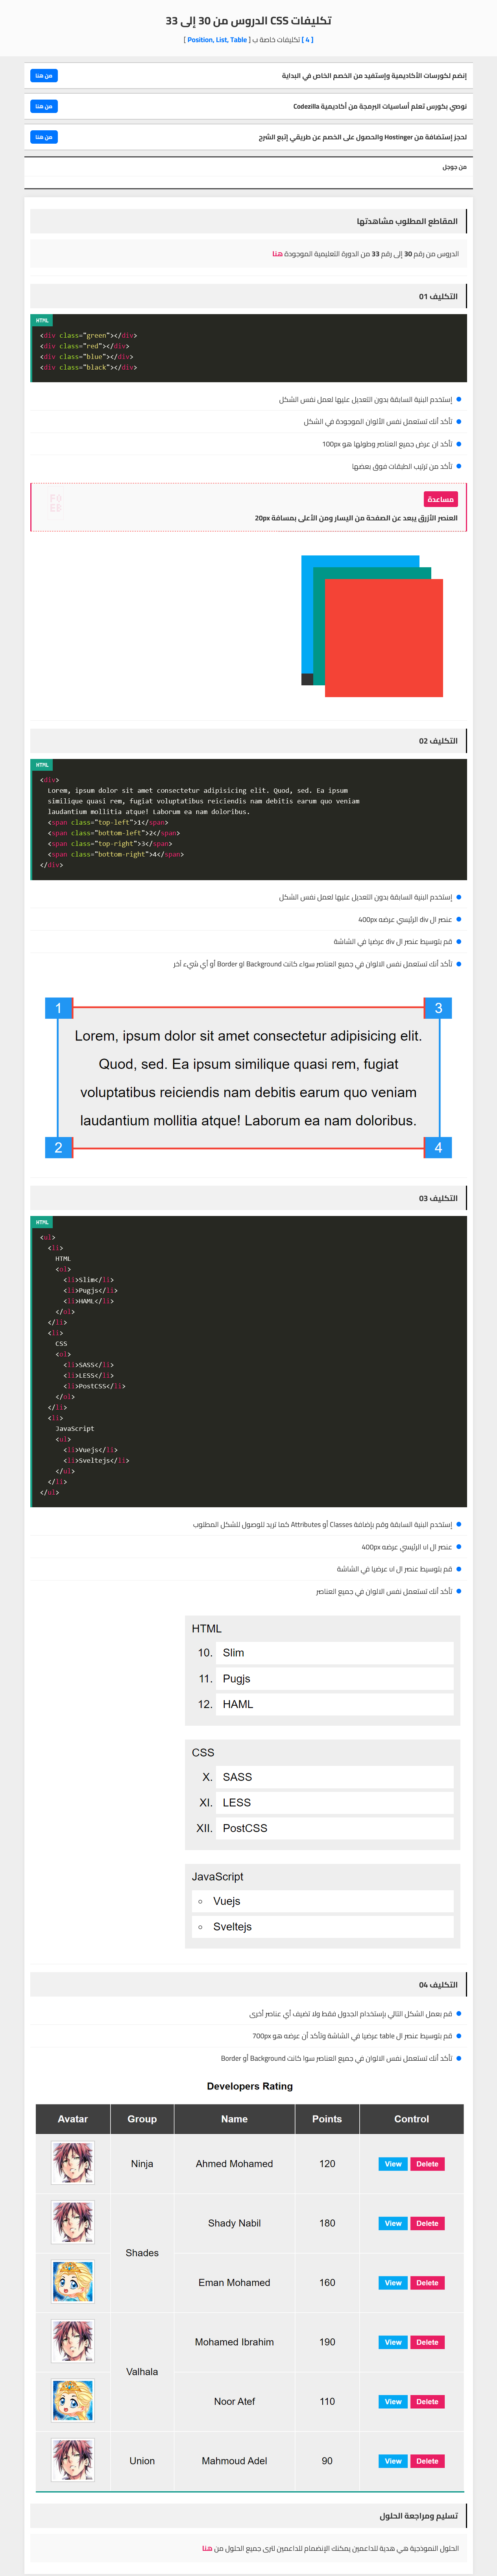 تكليفات CSS الدروس من 30 إلى 33
[ 4 ] تكليفات خاصة ب [ Position, List, Table ]
إنضم لكورسات الأكاديمية وإستفيد من الخصم الخاص في البداية
من هنا
نوصي بكورس تعلم أساسيات البرمجة من أكاديمية Codezilla
من هنا
لحجز إستضافة من Hostinger والحصول على الخصم عن طريقي إتبع الشرح
من هنا
من جوجل
المقاطع المطلوب مشاهدتها
الدروس من رقم 30 إلى رقم 33 من الدورة التعليمية الموجودة هنا
التكليف 01
HTML
<div class="green"></div>
<div class="red"></div>
<div class="blue"></div>
<div class="black"></div>
إستخدم البنية السابقة بدون التعديل عليها لعمل نفس الشكل
تأكد أنك تستعمل نفس الألوان الموجودة في الشكل
تأكد ان عرض جميع العناصر وطولها هو 100px
تأكد من ترتيب الطبقات فوق بعضها
مساعدة
العنصر الأزرق يبعد عن الصفحة من اليسار ومن الأعلى بمسافة 20px
التكليف 02
HTML
<div>
Lorem, ipsum dolor sit amet consectetur adipisicing elit. Quod, sed. Ea ipsum
similique quasi rem, fugiat voluptatibus reiciendis nam debitis earum quo veniam
laudantium mollitia atque! Laborum ea nam doloribus.
<span class="top-left">1</span>
<span class="bottom-left">2</span>
<span class="top-right">3</span>
<span class="bottom-right">4</span>
</div>
إستخدم البنية السابقة بدون التعديل عليها لعمل نفس الشكل
عنصر ال div الرئيسي عرضه 400px
قم بتوسيط عنصر ال div عرضيا في الشاشة
تأكد أنك تستعمل نفس الالوان في جميع العناصر سواء كانت Background او Border أو أي شيء آخر
1
3
Lorem, ipsum dolor sit amet consectetur adipisicing elit.
Quod, sed. Ea ipsum similique quasi rem, fugiat
voluptatibus reiciendis nam debitis earum quo veniam
laudantium mollitia atque! Laborum ea nam doloribus.
2
4
التكليف 03
HTML
<ul>
<li>
HTML
<ol>
<li>Slim</li>
<li>Pugjs</li>
<li>HAML</li>
</ol>
</li>
<li>
CSS
<ol>
<li>SASS</li>
<li>LESS</li>
<li>PostCSS</li>
</ol>
</li>
<li>
JavaScript
<ul>
<li>Vuejs</li>
<li>Sveltejs</li>
</ul>
</li>
</ul>
إستخدم البنية السابقة وقم بإضافة Classes أو Attributes كما تريد للوصول للشكل المطلوب
عنصر ال ul الرئيسي عرضه 400px
قم بتوسيط عنصر ال ul عرضيا في الشاشة
تأكد أنك تستعمل نفس الالوان في جميع العناصر
HTML
10. Slim
11. Pugjs
12. HAML
CSS
X. SASS
XI. LESS
XII. PostCSS
JavaScript
Vuejs
Sveltejs
التكليف 04
قم بعمل الشكل التالي بإستخدام الجدول فقط ولا تضيف أي عناصر أخرى
قم بتوسيط عنصر ال table عرضيا في الشاشة وتأكد أن عرضه هو 700px
تأكد أنك تستعمل نفس الالوان في جميع العناصر سوا كانت Background أو Border
Developers Rating
Avatar Group Name Points Control
Ninja Ahmed Mohamed 120 View Delete
Shady Nabil 180 View Delete
Shades
Eman Mohamed 160 View Delete
Mohamed Ibrahim 190 View Delete
Valhala
Noor Atef 110 View Delete
Union Mahmoud Adel 90 View Delete
تسليم ومراجعة الحلول
الحلول النموذجية هي هدية للداعمين يمكنك الإنضمام للداعمين لترى جميع الحلول من هنا